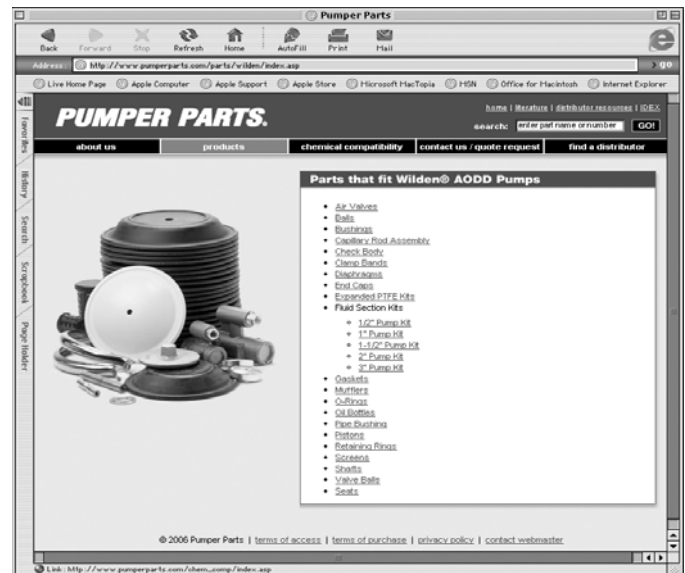 Pumper Parts
Back Forward Stop Refresh Home AutoFill Print Mail
Address: http://www.pumperparts.com/parts/wilden/index.asp go
Live Home Page Apple Computer Apple Support Apple Store Microsoft MacTopia MSN Office for Macintosh Internet Explorer
Favorites
History
Search
Scrapbook
Page Holder
PUMPER PARTS.
home | literature | distributor resources | IDEX
search: enter part name or number GO!
about us products chemical compatibility contact us / quote request find a distributor
Parts that fit Wilden® AODD Pumps
• Air Valves
• Balls
• Bushings
• Capillary Rod Assembly
• Check Body
• Clamp Bands
• Diaphragms
• End Caps
• Expanded PTFE Kits
• Fluid Section Kits
1/2" Pump Kit
1" Pump Kit
1-1/2" Pump Kit
2" Pump Kit
3" Pump Kit
• Gaskets
• Mufflers
• O-Rings
• Oil Bottles
• Pipe Bushing
• Pistons
• Retaining Rings
• Screens
• Shafts
• Valve Balls
• Seats
© 2006 Pumper Parts | terms of access | terms of purchase | privacy policy | contact webmaster
Link: http://www.pumperparts.com/chem_comp/index.asp